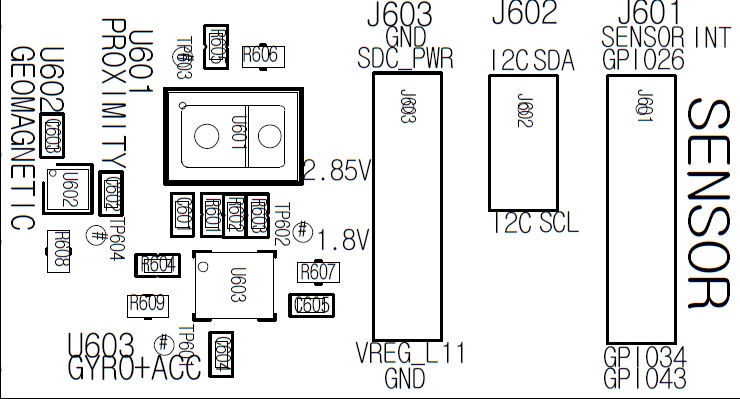 J603
GND
SDC_PWR
J602
I2C SDA
J601
SENSOR INT
GPIO26
U602
GEOMAGNETIC
U601
PROXIMITY
TP603
R605
R606
C603
U602
C602
U601
J603
J602
J661
SENSOR
2.85V
1.8V
C601
R601
R602
R603
TP602
#
TP604
#
R608
R604
U603
R607
R609
C605
I2C SCL
U603
GYRO+ACC
#
TP601
C604
VREG_L11
GND
GPIO34
GPIO43